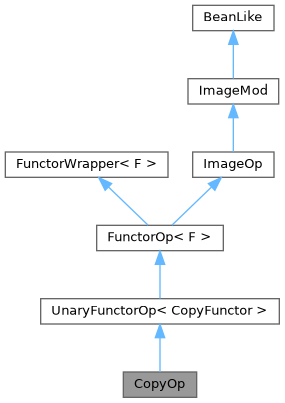 BeanLike
ImageMod
FunctorWrapper< F >
ImageOp
FunctorOp< F >
UnaryFunctorOp< CopyFunctor >
CopyOp